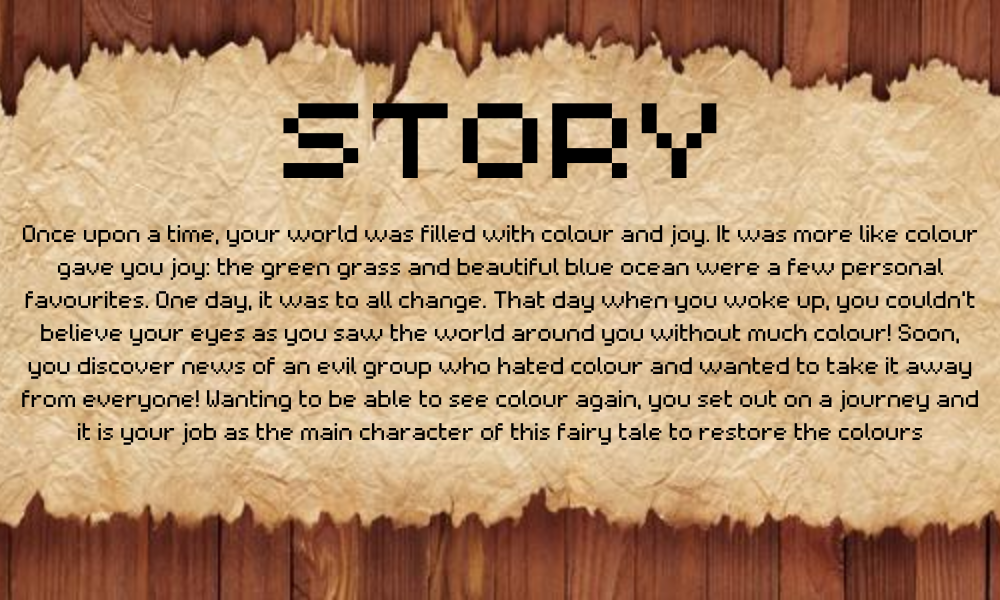 STORY
Once upon a time, your world was filled with colour and joy. It was more like colour
gave you joy: the green grass and beautiful blue ocean were a few personal
favourites. One day, it was to all change. That day when you woke up, you couldn't
believe your eyes as you saw the world around you without much colour! Soon,
you discover news of an evil group who hated colour and wanted to take it away
from everyone! Wanting to be able to see colour again, you set out on a journey and
it is your job as the main character of this fairy tale to restore the colours